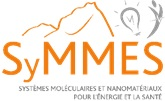 SyMMES
SYSTÈMES MOLÉCULAIRES ET NANOMATÉRIAUX
POUR L'ÉNERGIE ET LA SANTÉ